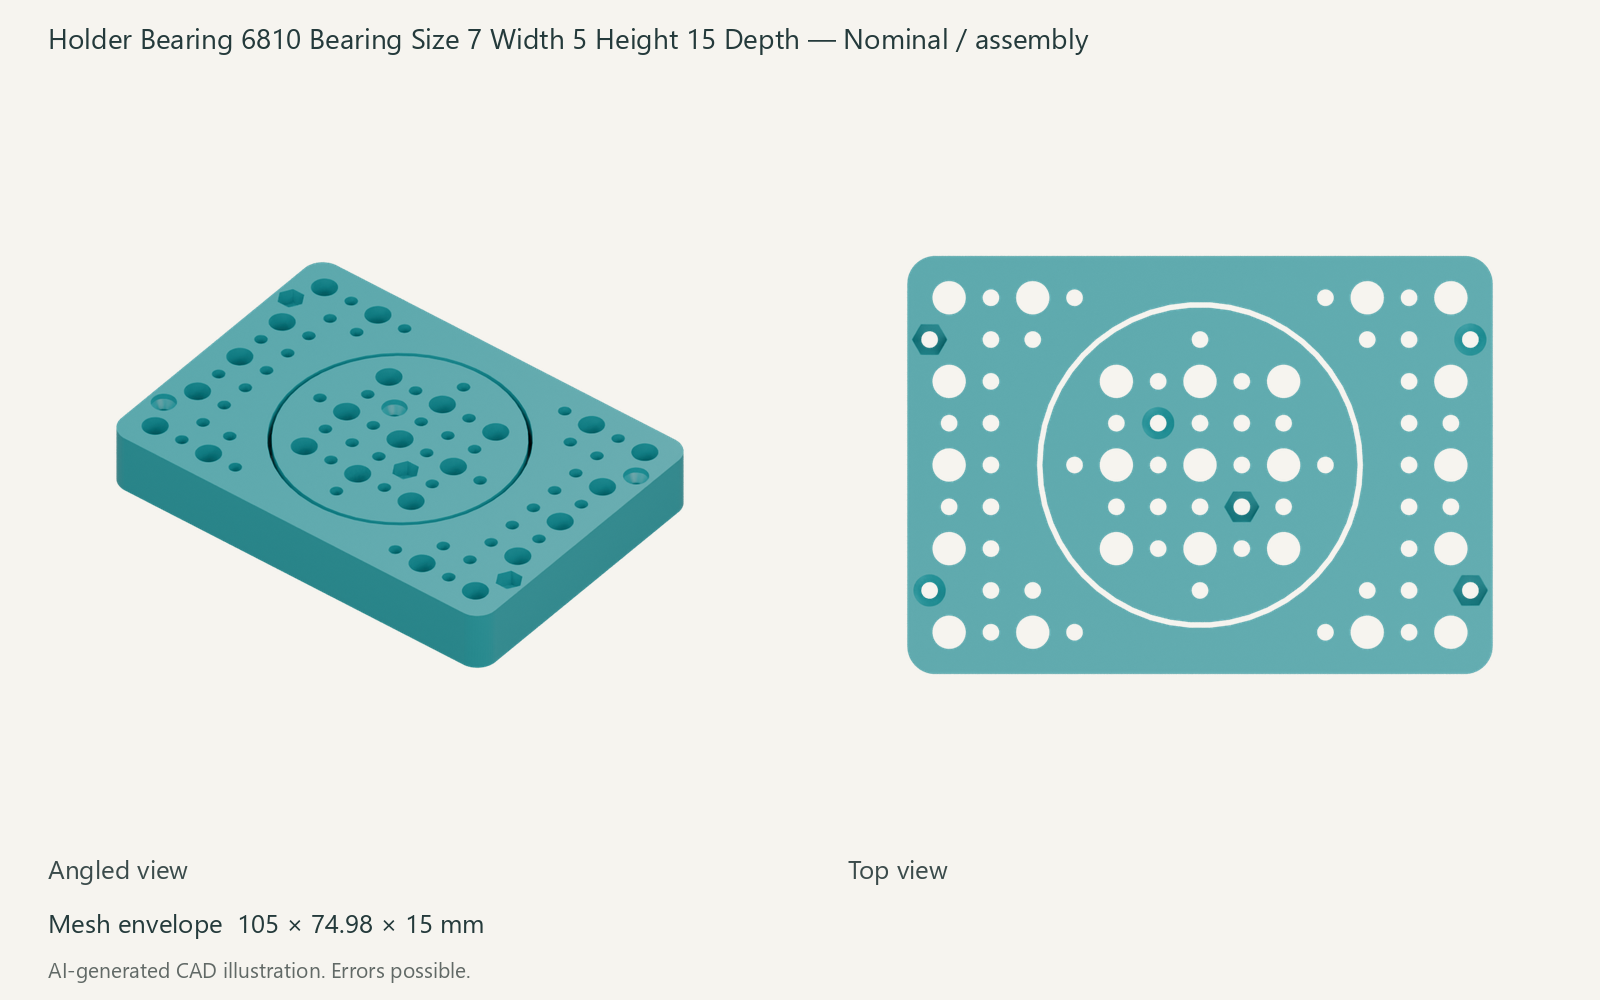 Holder Bearing 6810 Bearing Size 7 Width 5 Height 15 Depth — Nominal / assembly
Angled view
Top view
Mesh envelope 105 × 74.98 × 15 mm
AI-generated CAD illustration. Errors possible.